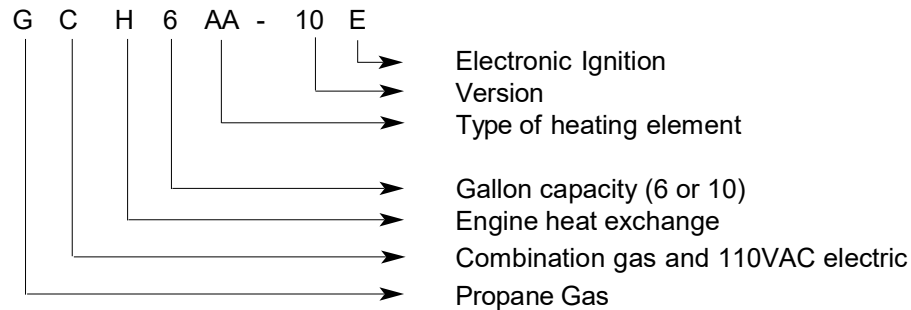 G C H 6 AA - 10 E
Electronic Ignition
Version
Type of heating element
Gallon capacity (6 or 10)
Engine heat exchange
Combination gas and 110VAC electric
Propane Gas